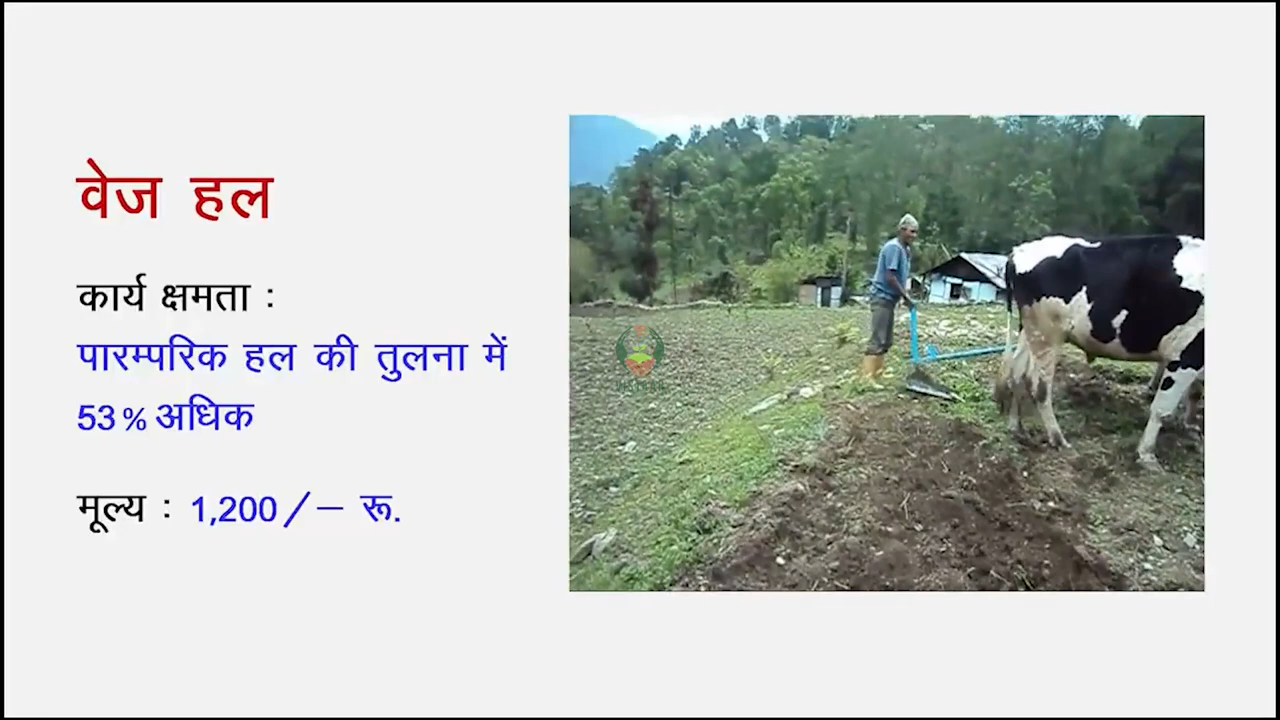 वेज हल
कार्य क्षमता :
पारम्परिक हल की तुलना में
53% अधिक
मूल्य : 1,200/- रू.